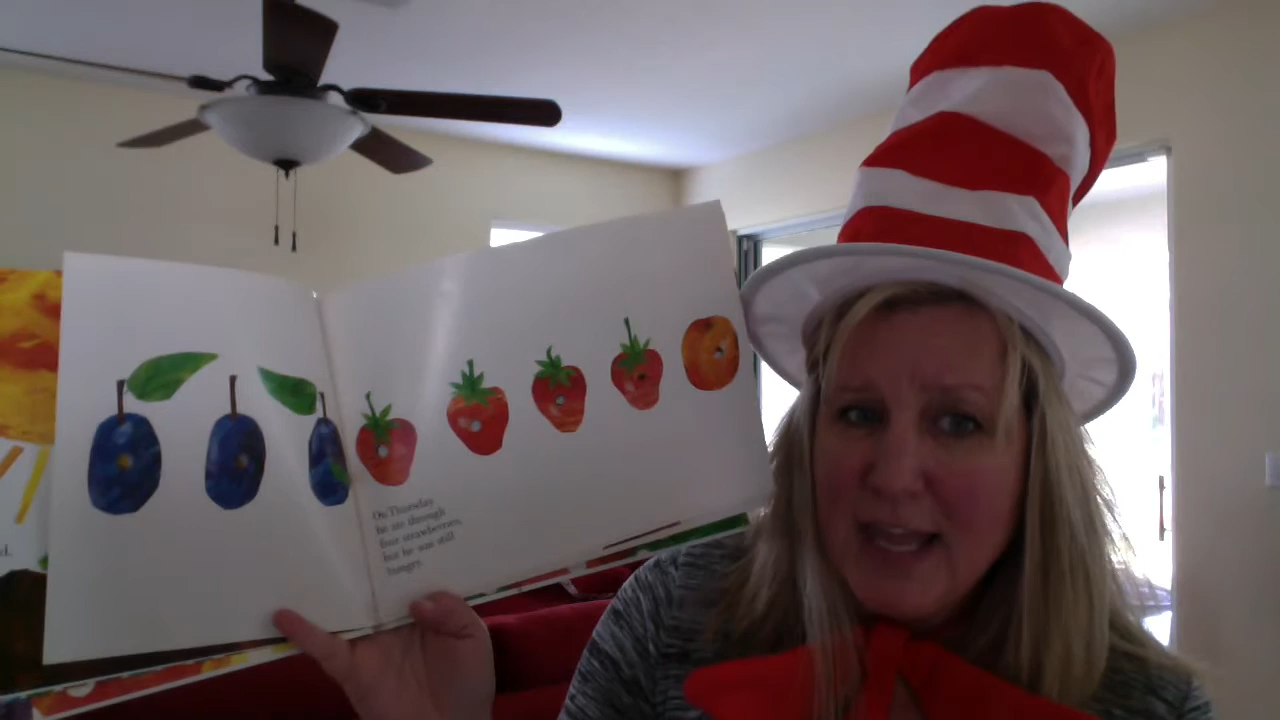 d.
On Thursday
he ate through
four strawberries,
but he was still
hungry.